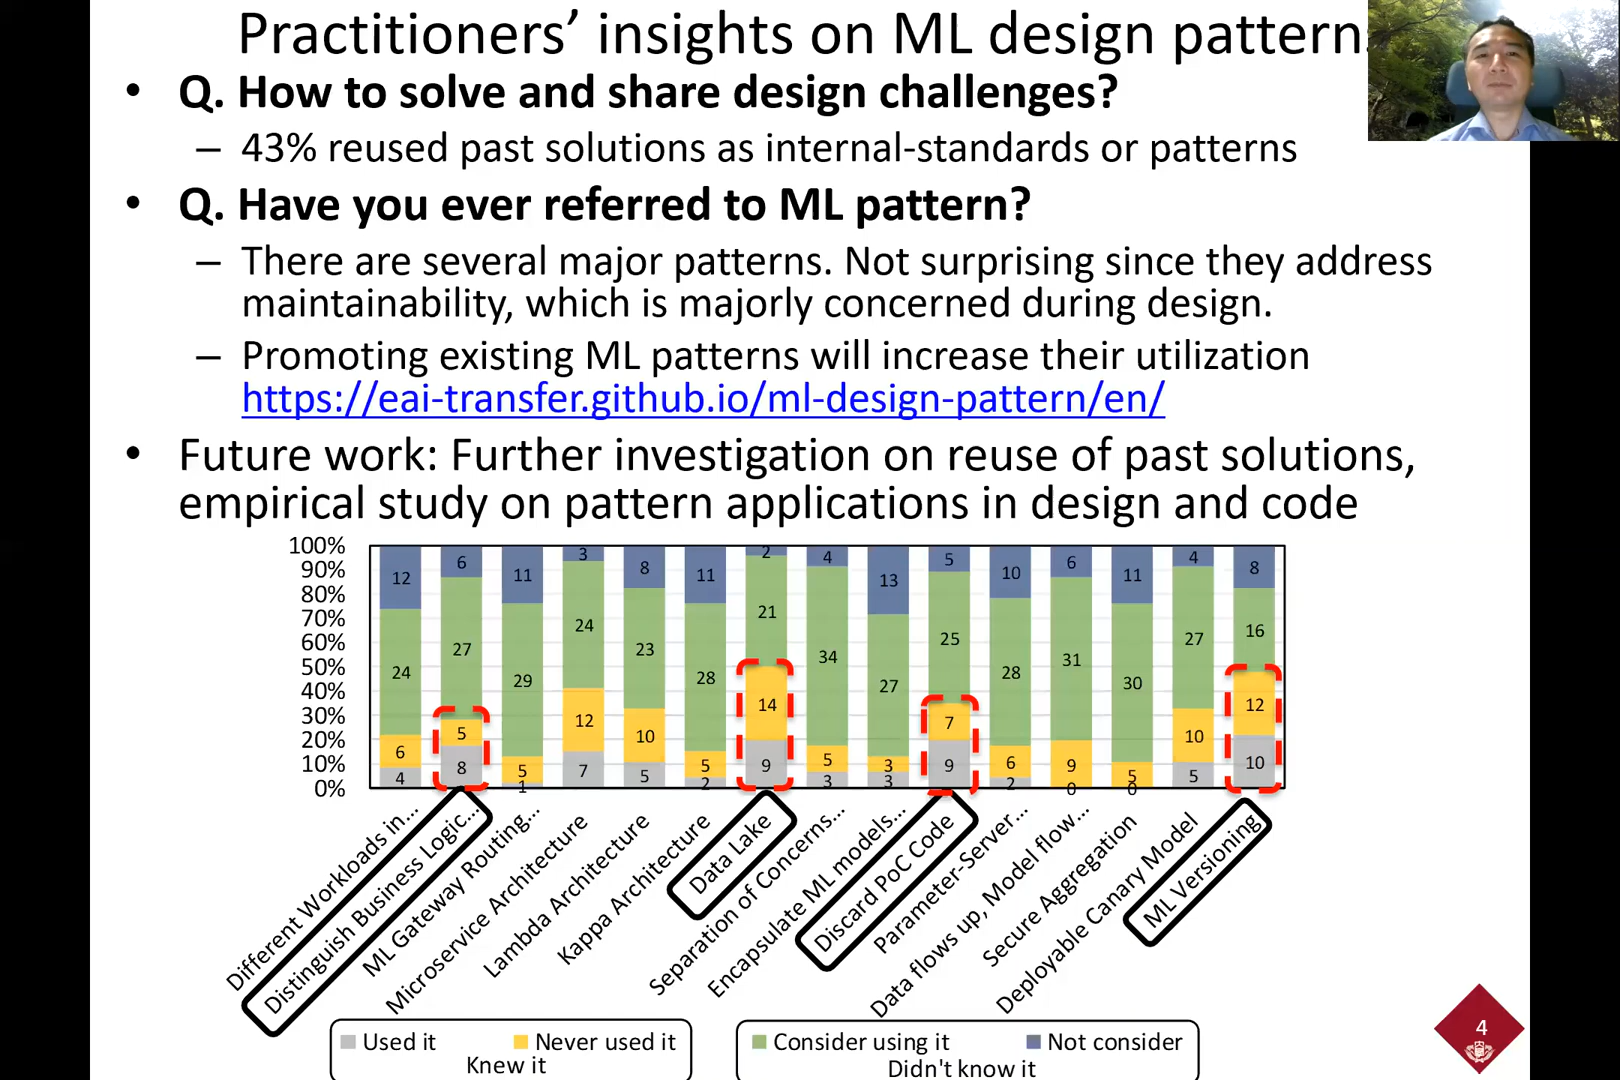 Practitioners’ insights on ML design pattern
• Q. How to solve and share design challenges?
– 43% reused past solutions as internal-standards or patterns
• Q. Have you ever referred to ML pattern?
– There are several major patterns. Not surprising since they address
maintainability, which is majorly concerned during design.
– Promoting existing ML patterns will increase their utilization
https://eai-transfer.github.io/ml-design-pattern/en/
• Future work: Further investigation on reuse of past solutions,
empirical study on pattern applications in design and code
100%
90%
80%
70%
60%
50%
40%
30%
20%
10%
0%
12 6 11 3 8 11 2 4 13 5 10 6 11 4 8
24 27 29 24 23 28 21 34 27 25 28 31 30 27 16
6 5 5 12 10 5 14 5 3 7 6 9 5 10 12
4 8 1 7 5 2 9 3 3 9 2 0 0 5 10
Different Workloads in...
Distinguish Business Logic...
ML Gateway Routing...
Microservice Architecture
Lambda Architecture
Kappa Architecture
Data Lake
Separation of Concerns...
Encapsulate ML models...
Discard PoC Code
Parameter-Server...
Data flows up, Model flow...
Secure Aggregation
Deployable Canary Model
ML Versioning
Used it Never used it
Knew it
Consider using it Not consider
Didn't know it
4